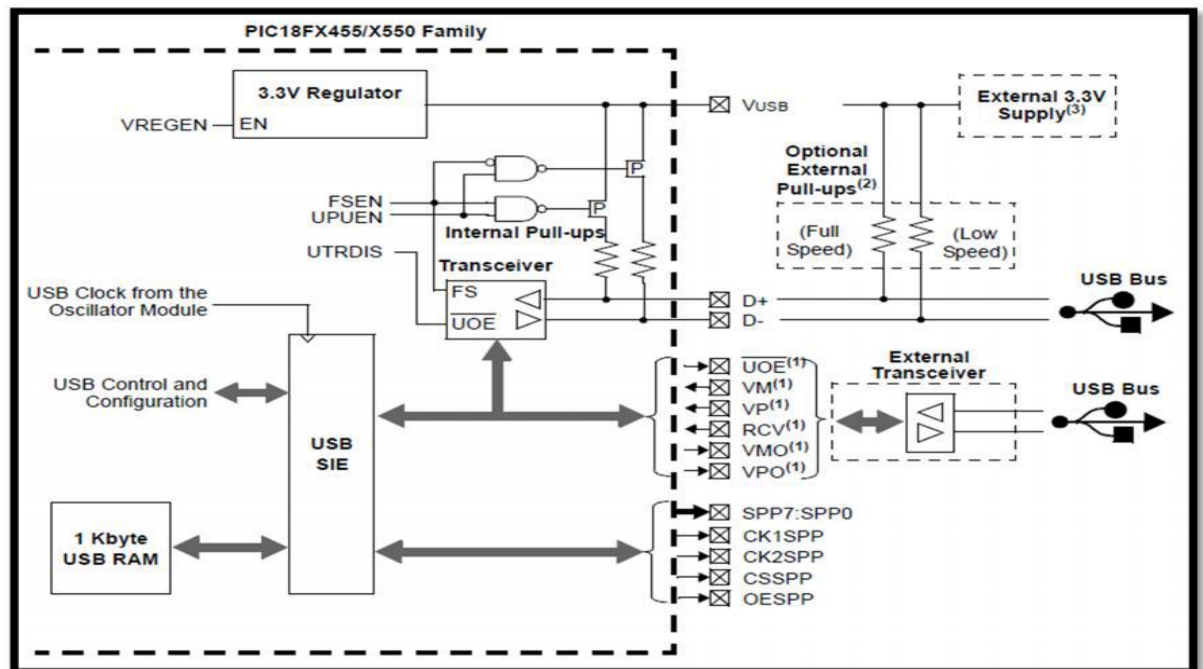 PIC18FX455/X550 Family
3.3V Regulator
VREGEN
EN
VUSB
External 3.3V
Supply(3)
Optional
External
Pull-ups(2)
P
P
FSEN
UPUEN
Internal Pull-ups
(Full
Speed)
(Low
Speed)
UTRDIS
Transceiver
FS
UOE
USB Clock from the
Oscillator Module
D+
D-
USB Bus
USB Control and
Configuration
USB
SIE
UOE(1)
VM(1)
VP(1)
RCV(1)
VMO(1)
VPO(1)
External
Transceiver
USB Bus
1 Kbyte
USB RAM
SPP7:SPP0
CK1SPP
CK2SPP
CSSPP
OESPP